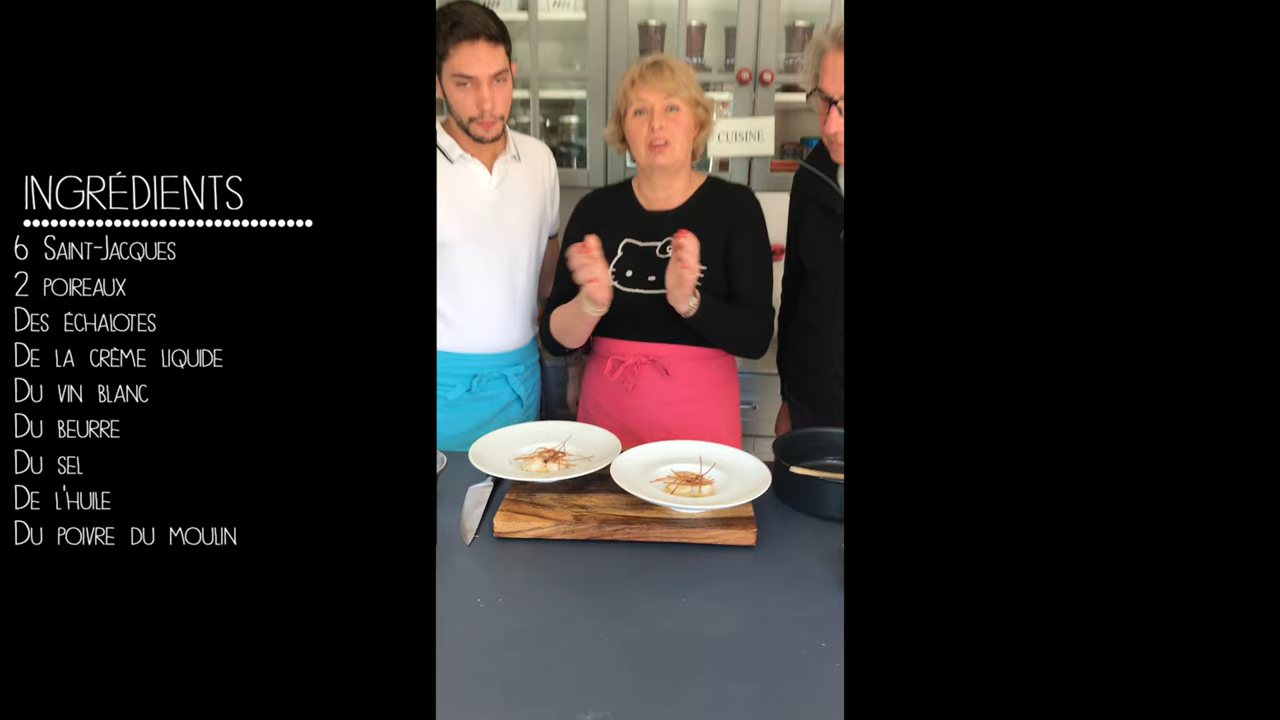 INGRÉDIENTS
6 SAINT-JACQUES
2 POIREAUX
DES ÉCHALOTES
DE LA CRÈME LIQUIDE
DU VIN BLANC
DU BEURRE
DU SEL
DE L'HUILE
DU POIVRE DU MOULIN
CUISINE